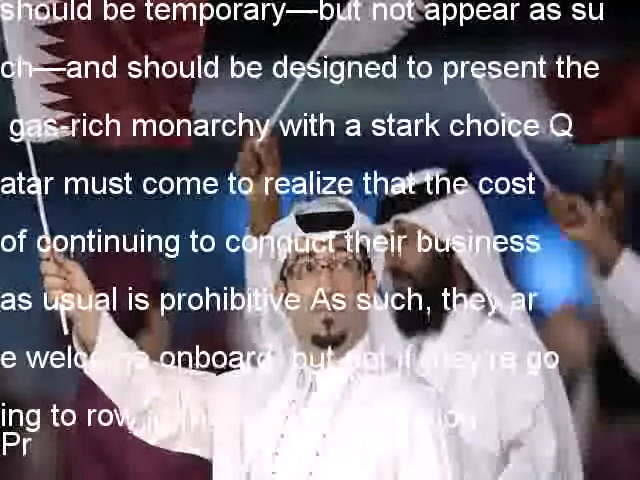 should be temporary—but not appear as su
ch—and should be designed to present the
gas-rich monarchy with a stark choice Q
atar must come to realize that the cost
of continuing to conduct their business
as usual is prohibitive As such, they ar
e welcome onboard, but not if they're go
ing to row
Pr